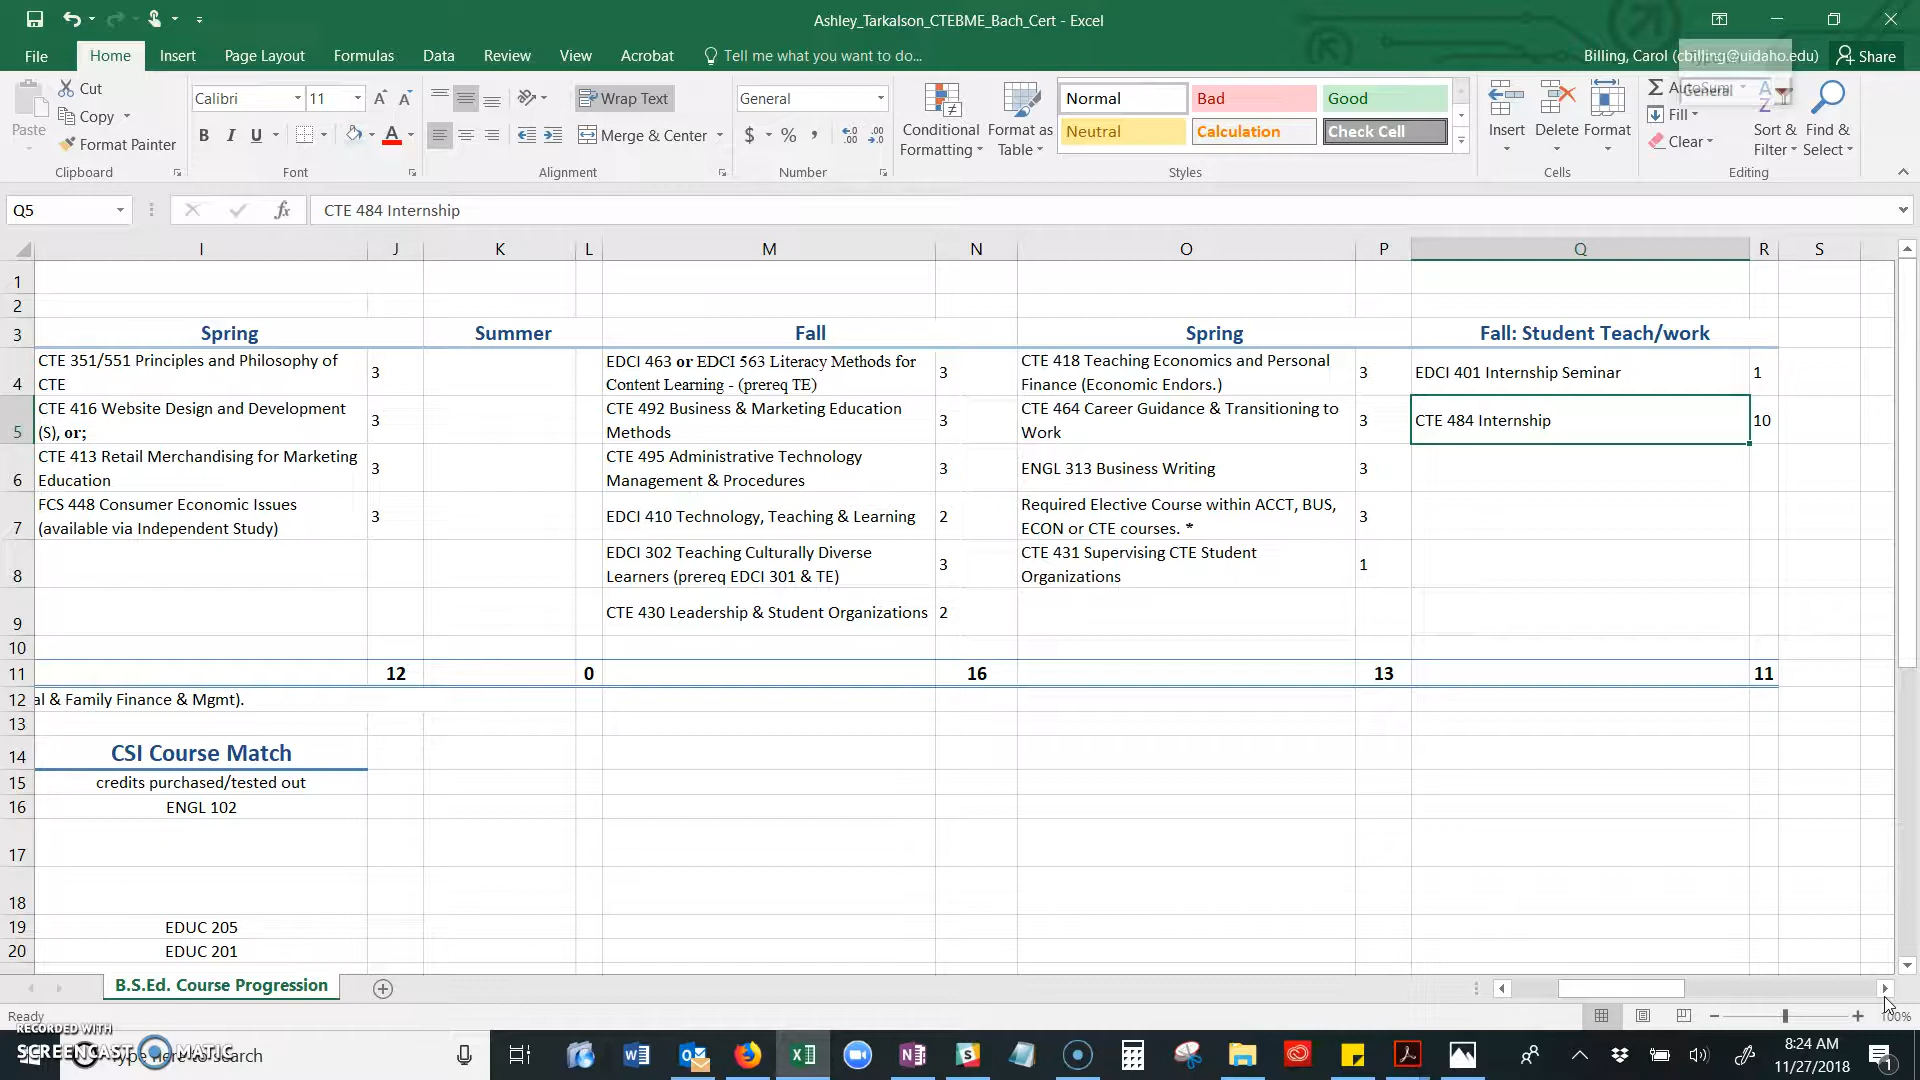 Ashley_Tarkalson_CTEBME_Bach_Cert - Excel
File Home Insert Page Layout Formulas Data Review View Acrobat Tell me what you want to do... Billing, Carol (cbilling@uidaho.edu) Share
Paste
Cut
Copy
Format Painter
Clipboard
Calibri 11
B I U
Font
Wrap Text
Merge & Center
Alignment
General
$ % ,
Number
Conditional Formatting
Format as Table
Normal Bad Good
Neutral Calculation Check Cell
Styles
Insert Delete Format
Cells
AutoSum
General
Fill
Clear
Sort & Filter
Find & Select
Editing
Q5 fx CTE 484 Internship
I J K L M N O P Q R S
1
2
3 Spring Summer Fall Spring Fall: Student Teach/work
4 CTE 351/551 Principles and Philosophy of CTE 3 EDCI 463 or EDCI 563 Literacy Methods for Content Learning - (prereq TE) 3 CTE 418 Teaching Economics and Personal Finance (Economic Endors.) 3 EDCI 401 Internship Seminar 1
5 CTE 416 Website Design and Development (S), or; 3 CTE 492 Business & Marketing Education Methods 3 CTE 464 Career Guidance & Transitioning to Work 3 CTE 484 Internship 10
6 CTE 413 Retail Merchandising for Marketing Education 3 CTE 495 Administrative Technology Management & Procedures 3 ENGL 313 Business Writing 3
7 FCS 448 Consumer Economic Issues (available via Independent Study) 3 EDCI 410 Technology, Teaching & Learning 2 Required Elective Course within ACCT, BUS, ECON or CTE courses. * 3
8 EDCI 302 Teaching Culturally Diverse Learners (prereq EDCI 301 & TE) 3 CTE 431 Supervising CTE Student Organizations 1
9 CTE 430 Leadership & Student Organizations 2
10
11 12 0 16 13 11
12 al & Family Finance & Mgmt).
13
14 CSI Course Match
15 credits purchased/tested out
16 ENGL 102
17
18
19 EDUC 205
20 EDUC 201
B.S.Ed. Course Progression
Ready 100%
RECORDED WITH
SCREENCAST MATIC
Type here to search
8:24 AM
11/27/2018
1